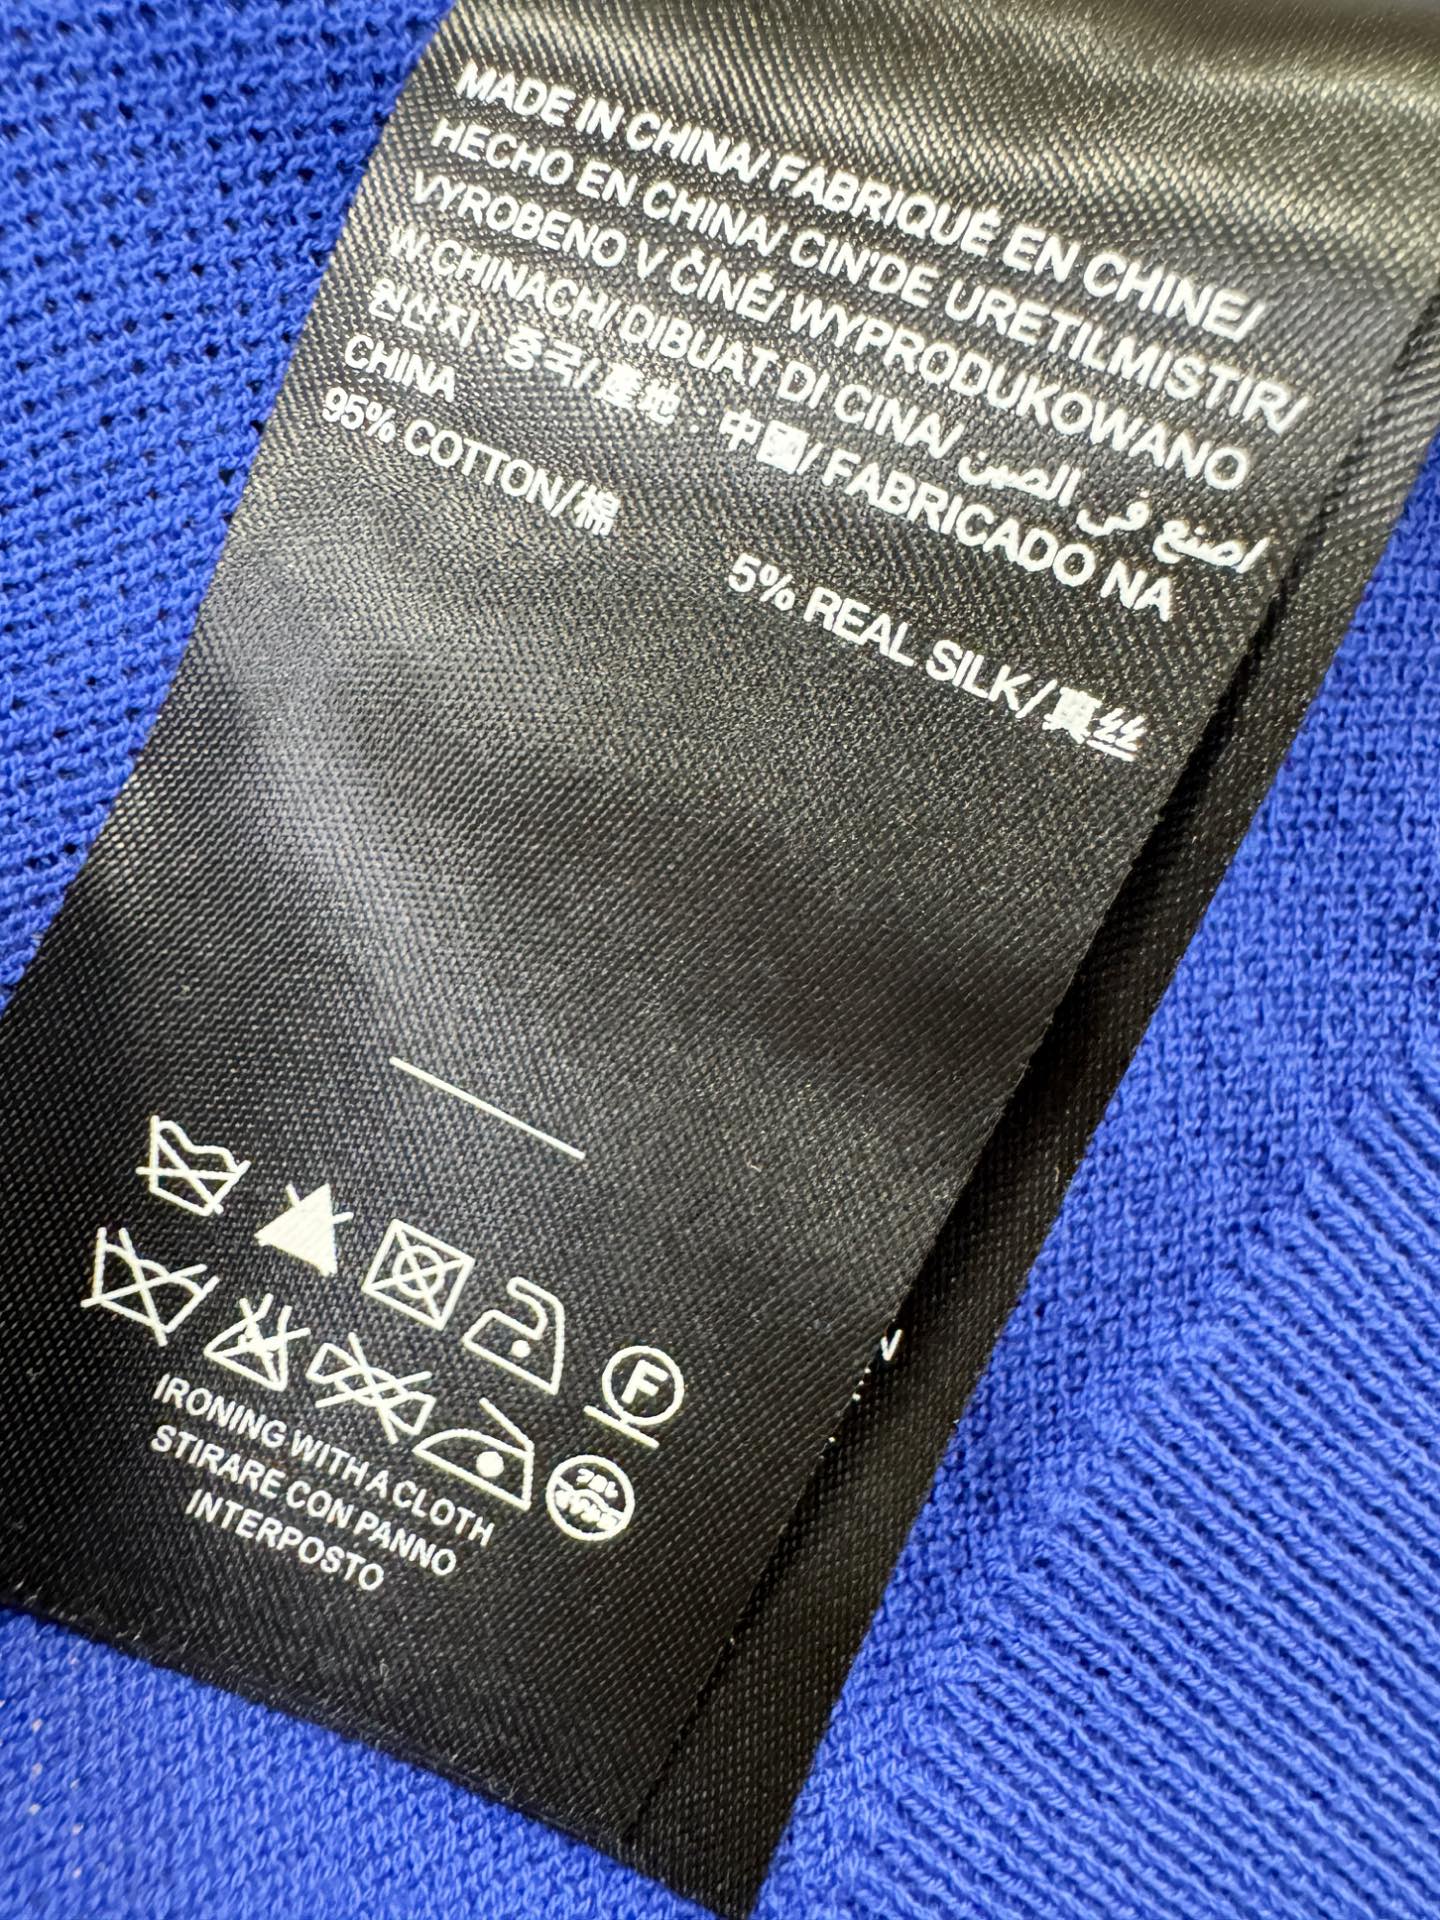 MADE IN CHINA/ FABRIQUÉ EN CHINE/
HECHO EN CHINA/ CIN'DE URETILMISTIR/
VYROBENO V ČINÉ/ WYPRODUKOWANO
W CHINACH/ DIBUAT DI CINA/ اصنع في الصين
원산지 : 중국/ 產地 : 中國/ FABRICADO NA
CHINA
95% COTTON/棉
5% REAL SILK/真丝
F
IRONING WITH A CLOTH
STIRARE CON PANNO
INTERPOSTO